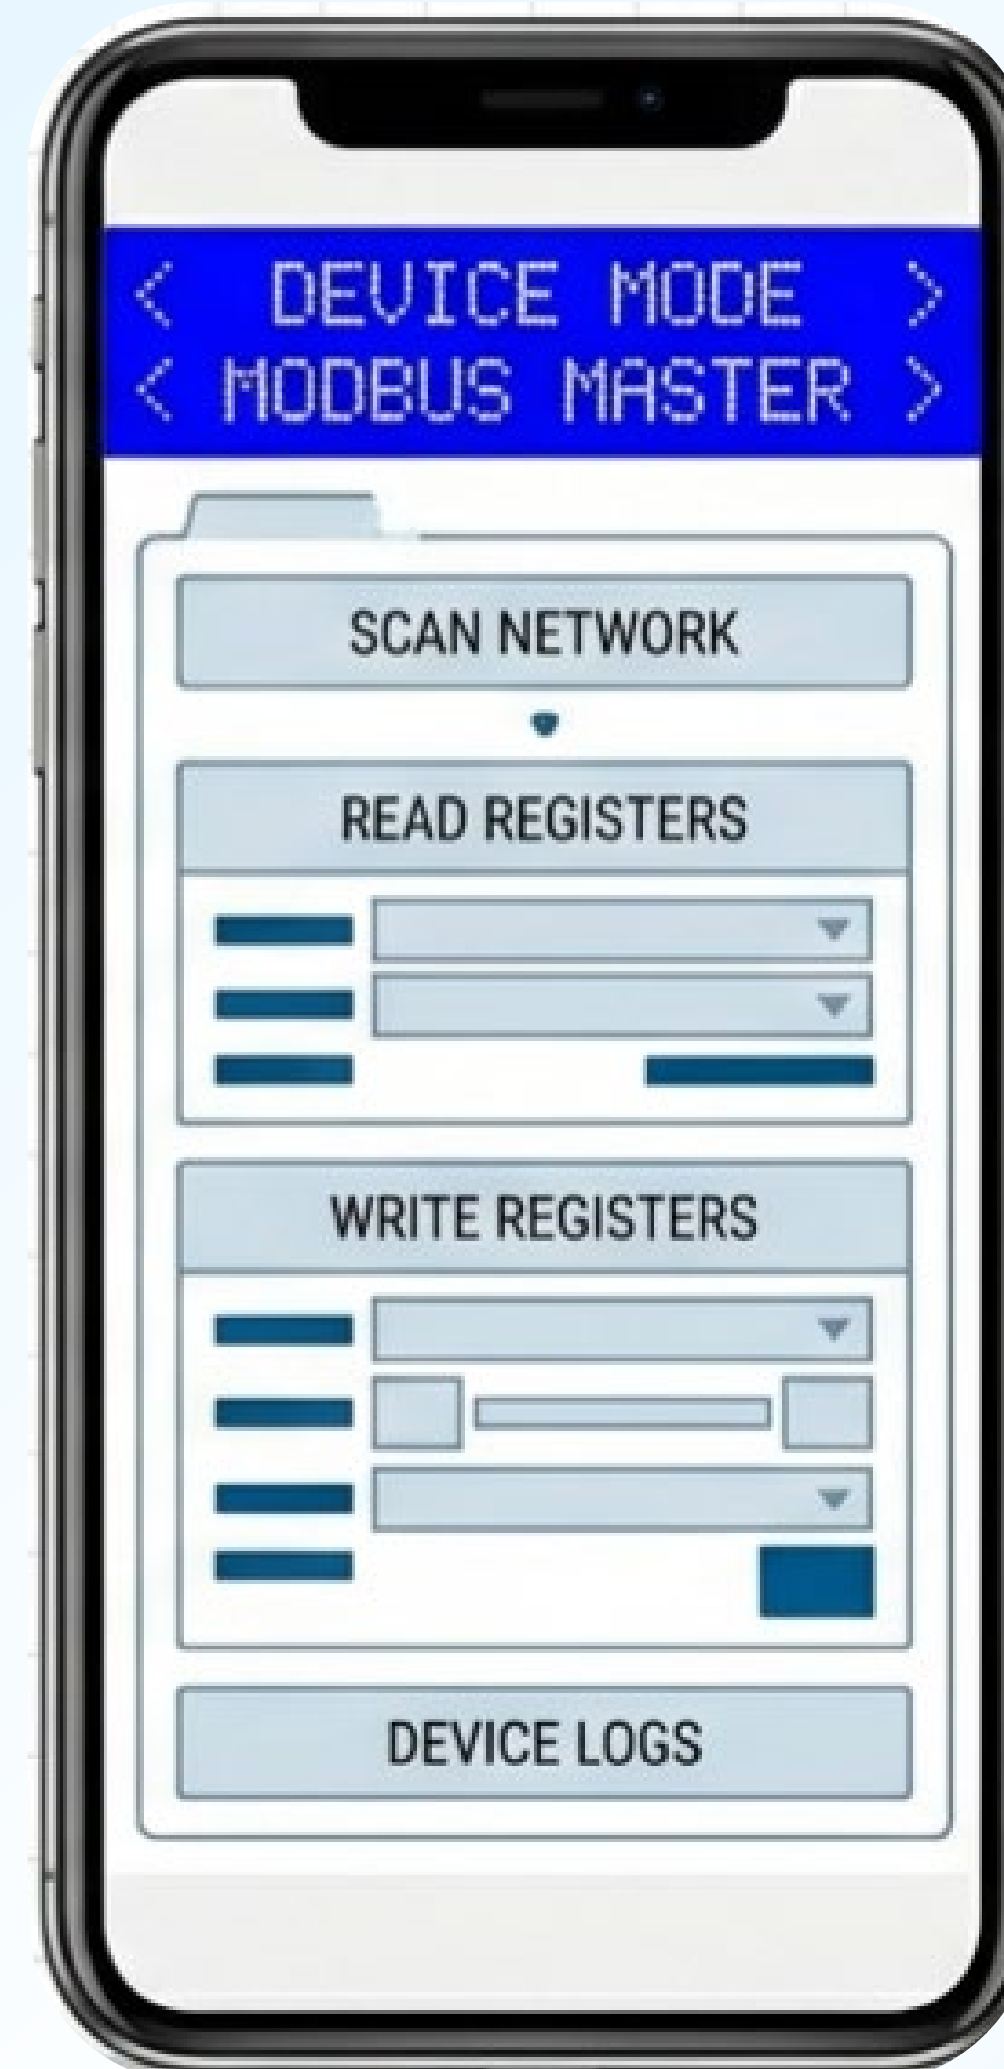 < DEVICE MODE >
< MODBUS MASTER >
SCAN NETWORK
READ REGISTERS
WRITE REGISTERS
DEVICE LOGS